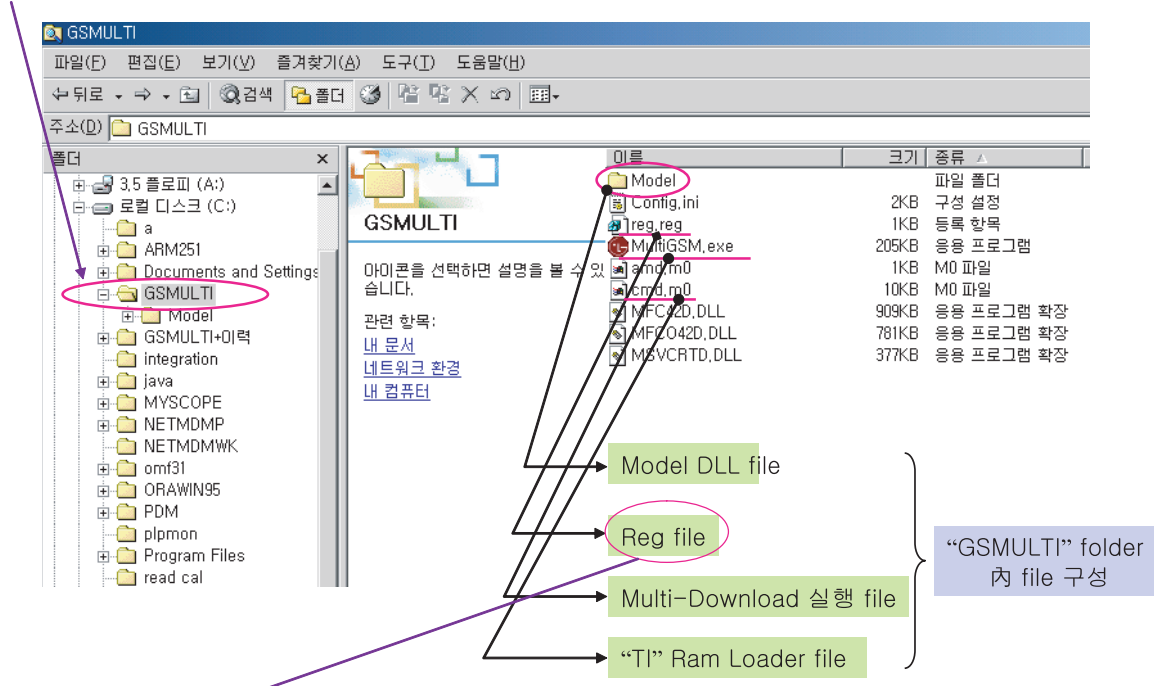 GSMULTI
파일(F) 편집(E) 보기(V) 즐겨찾기(A) 도구(T) 도움말(H)
뒤로 검색 폴더
주소(D) GSMULTI
폴더
3,5 플로피 (A:)
로컬 디스크 (C:)
a
ARM251
Documents and Settings
GSMULTI
Model
GSMULTI+이력
integration
java
MYSCOPE
NETMDMP
NETMDMWK
omf31
ORAWIN95
PDM
plpmon
Program Files
read cal
GSMULTI
아이콘을 선택하면 설명을 볼 수 있
습니다,
관련 항목:
내 문서
네트워크 환경
내 컴퓨터
이름 크기 종류
Model 파일 폴더
Config,ini 2KB 구성 설정
reg,reg 1KB 등록 항목
MultiGSM,exe 205KB 응용 프로그램
amd,m0 1KB M0 파일
cmd,m0 10KB M0 파일
MFC42D,DLL 909KB 응용 프로그램 확장
MFCO42D,DLL 781KB 응용 프로그램 확장
MSVCRTD,DLL 377KB 응용 프로그램 확장
Model DLL file
Reg file
Multi-Download 실행 file
“TI” Ram Loader file
“GSMULTI” folder
內 file 구성